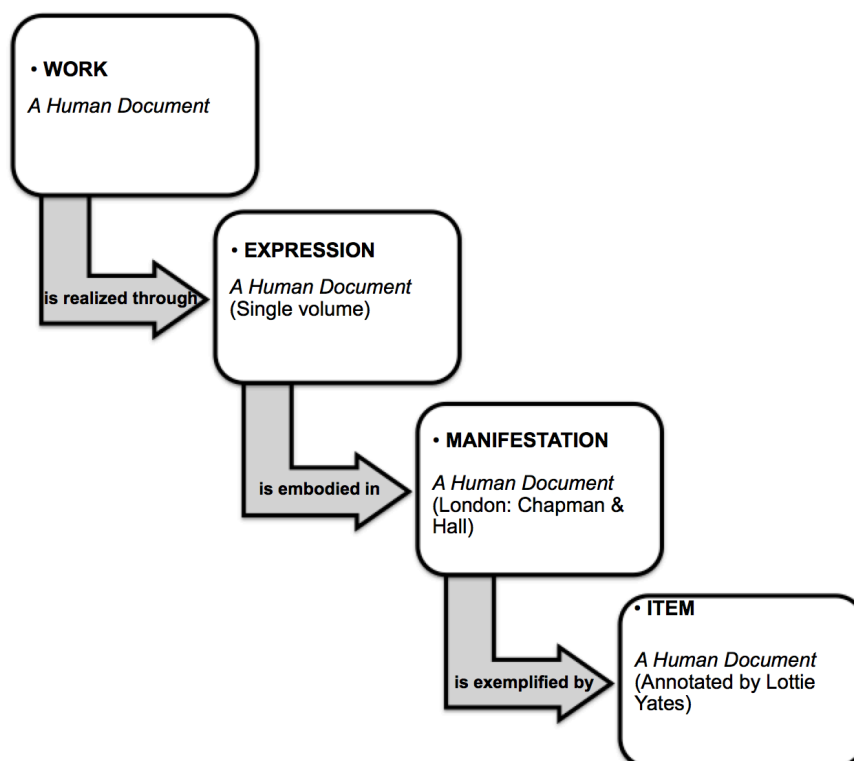 • WORK
A Human Document
is realized through
• EXPRESSION
A Human Document
(Single volume)
is embodied in
• MANIFESTATION
A Human Document
(London: Chapman &
Hall)
is exemplified by
• ITEM
A Human Document
(Annotated by Lottie
Yates)